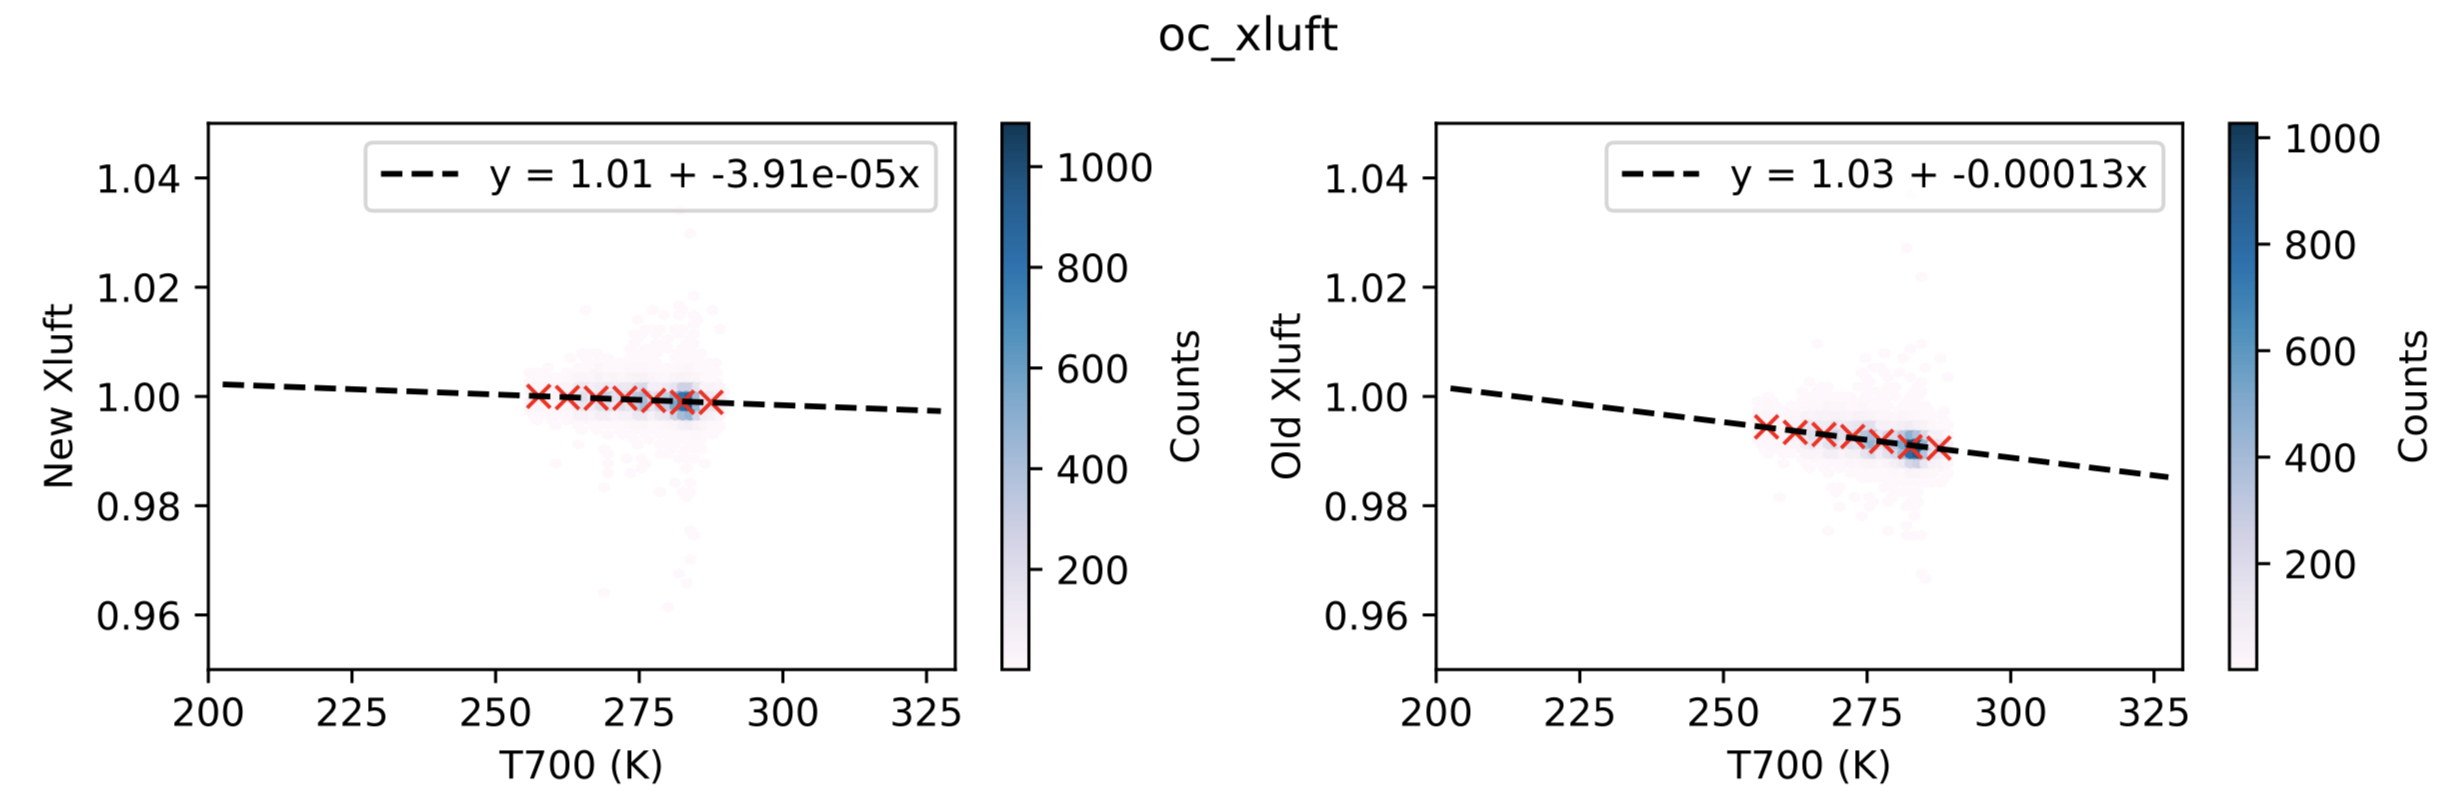 oc_xluft
y = 1.01 + -3.91e-05x
1.04
1.02
1.00
0.98
0.96
New Xluft
200 225 250 275 300 325
T700 (K)
1000
800
600
400
200
Counts
y = 1.03 + -0.00013x
1.04
1.02
1.00
0.98
0.96
Old Xluft
200 225 250 275 300 325
T700 (K)
1000
800
600
400
200
Counts